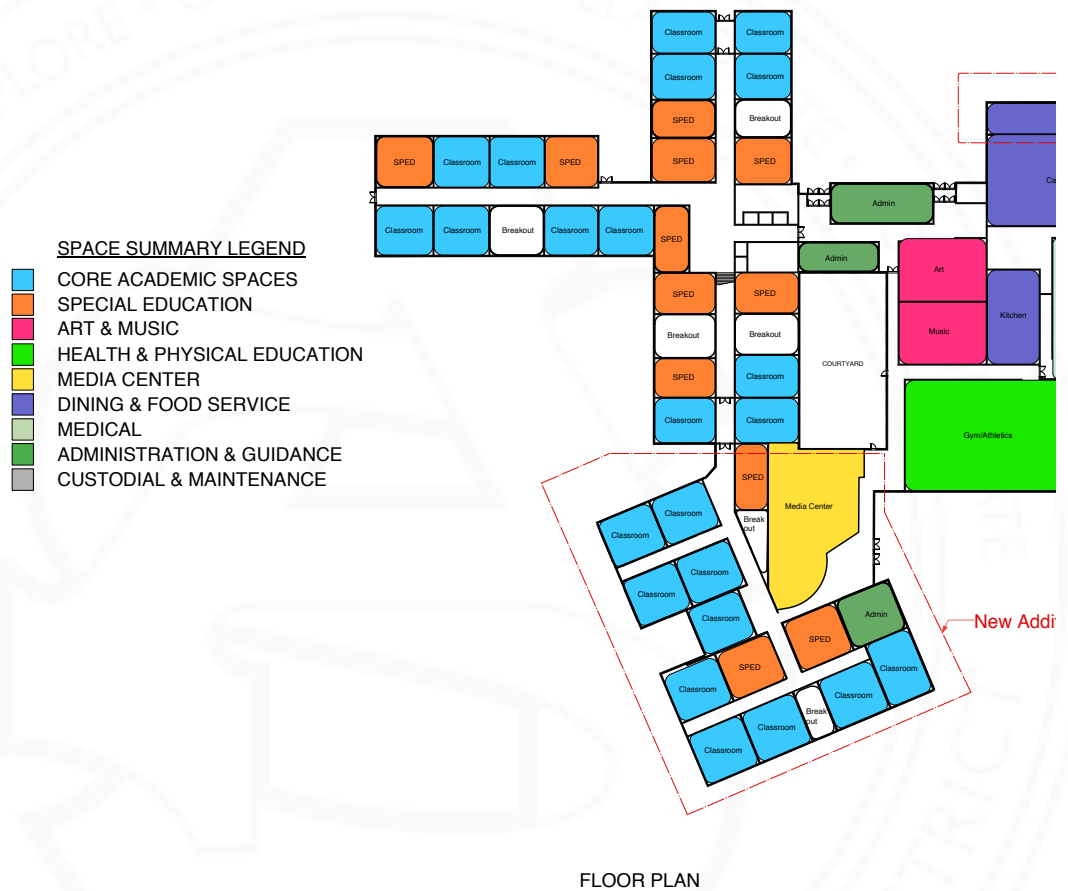 Classroom Classroom
Classroom Classroom
SPED Breakout
SPED Classroom Classroom SPED SPED SPED
Admin
Ca
Classroom Classroom Breakout Classroom Classroom SPED
Admin
Art
SPACE SUMMARY LEGEND
CORE ACADEMIC SPACES
SPECIAL EDUCATION
ART & MUSIC
HEALTH & PHYSICAL EDUCATION
MEDIA CENTER
DINING & FOOD SERVICE
MEDICAL
ADMINISTRATION & GUIDANCE
CUSTODIAL & MAINTENANCE
SPED SPED
Kitchen
Music
Breakout Breakout
COURTYARD
SPED Classroom
Classroom Classroom
Gym/Athletics
SPED
Media Center
Break
out
Classroom
Classroom
Classroom
Classroom
Classroom
Admin
SPED
New Addi
SPED
Classroom
Classroom
Classroom
Break
out
Classroom
Classroom
FLOOR PLAN